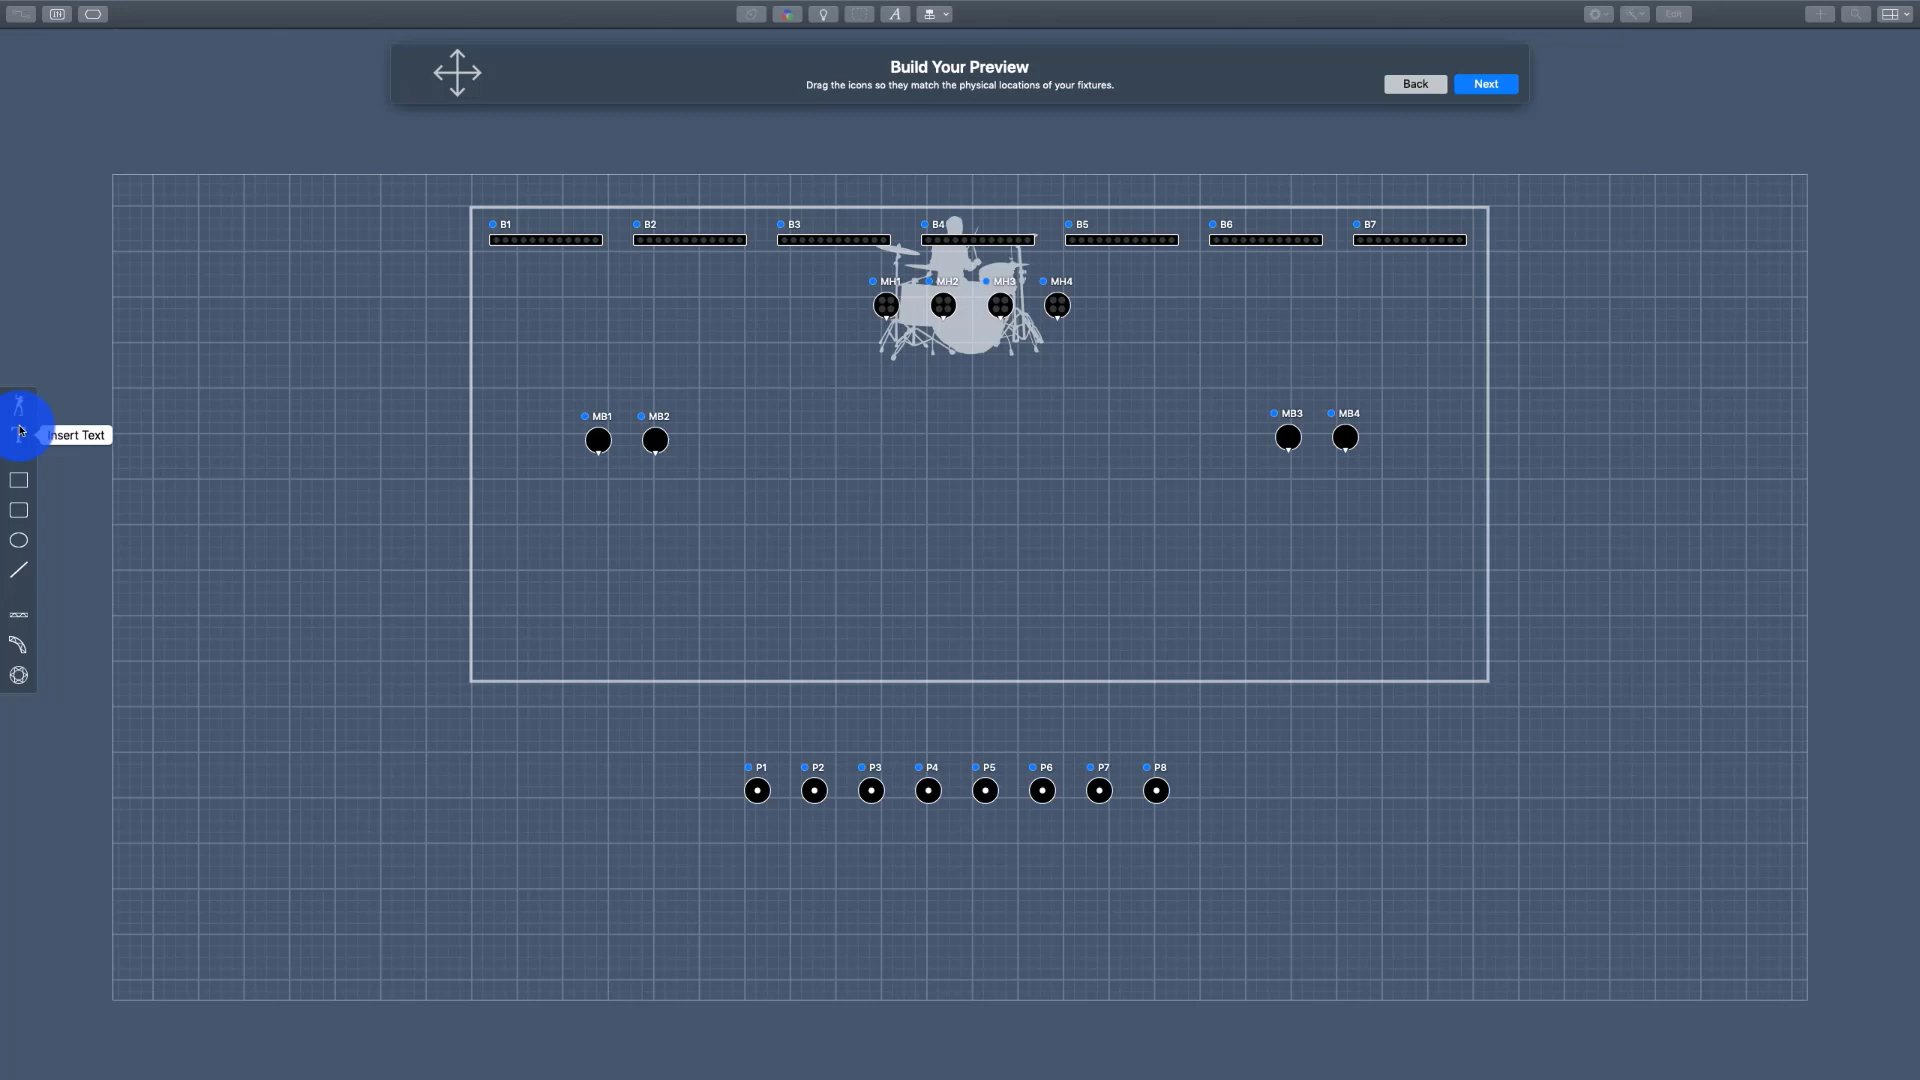 A
Edit
Build Your Preview
Drag the icons so they match the physical locations of your fixtures.
Back
Next
B1
B2
B3
B4
B5
B6
B7
MH1
MH2
MH3
MH4
MB1
MB2
MB3
MB4
T
Insert Text
P1
P2
P3
P4
P5
P6
P7
P8